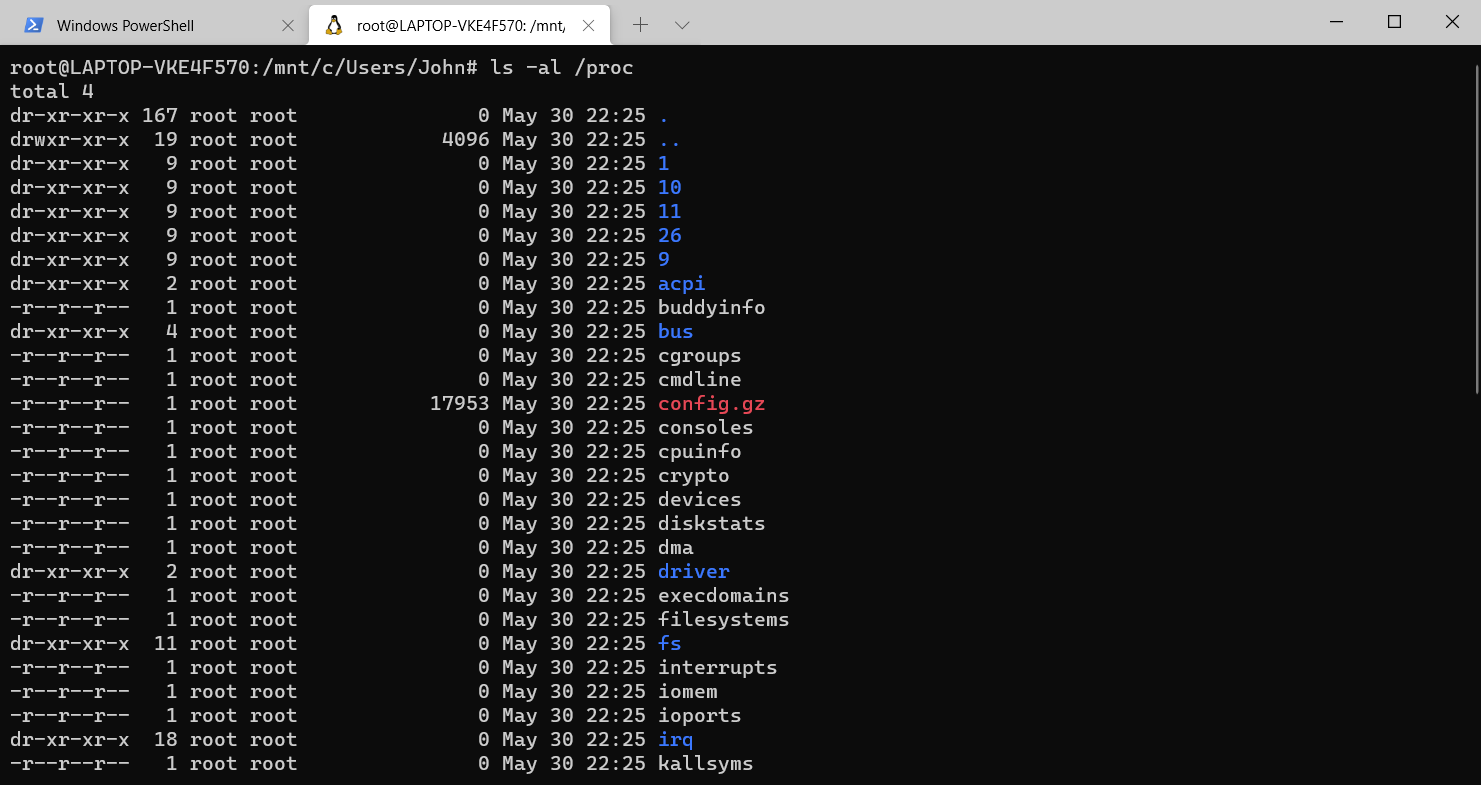 Windows PowerShell
root@LAPTOP-VKE4F570: /mnt/
root@LAPTOP-VKE4F570:/mnt/c/Users/John# ls -al /proc
total 4
dr-xr-xr-x 167 root root               0 May 30 22:25 .
drwxr-xr-x  19 root root            4096 May 30 22:25 ..
dr-xr-xr-x   9 root root               0 May 30 22:25 1
dr-xr-xr-x   9 root root               0 May 30 22:25 10
dr-xr-xr-x   9 root root               0 May 30 22:25 11
dr-xr-xr-x   9 root root               0 May 30 22:25 26
dr-xr-xr-x   9 root root               0 May 30 22:25 9
dr-xr-xr-x   2 root root               0 May 30 22:25 acpi
-r--r--r--   1 root root               0 May 30 22:25 buddyinfo
dr-xr-xr-x   4 root root               0 May 30 22:25 bus
-r--r--r--   1 root root               0 May 30 22:25 cgroups
-r--r--r--   1 root root               0 May 30 22:25 cmdline
-r--r--r--   1 root root           17953 May 30 22:25 config.gz
-r--r--r--   1 root root               0 May 30 22:25 consoles
-r--r--r--   1 root root               0 May 30 22:25 cpuinfo
-r--r--r--   1 root root               0 May 30 22:25 crypto
-r--r--r--   1 root root               0 May 30 22:25 devices
-r--r--r--   1 root root               0 May 30 22:25 diskstats
-r--r--r--   1 root root               0 May 30 22:25 dma
dr-xr-xr-x   2 root root               0 May 30 22:25 driver
-r--r--r--   1 root root               0 May 30 22:25 execdomains
-r--r--r--   1 root root               0 May 30 22:25 filesystems
dr-xr-xr-x  11 root root               0 May 30 22:25 fs
-r--r--r--   1 root root               0 May 30 22:25 interrupts
-r--r--r--   1 root root               0 May 30 22:25 iomem
-r--r--r--   1 root root               0 May 30 22:25 ioports
dr-xr-xr-x  18 root root               0 May 30 22:25 irq
-r--r--r--   1 root root               0 May 30 22:25 kallsyms